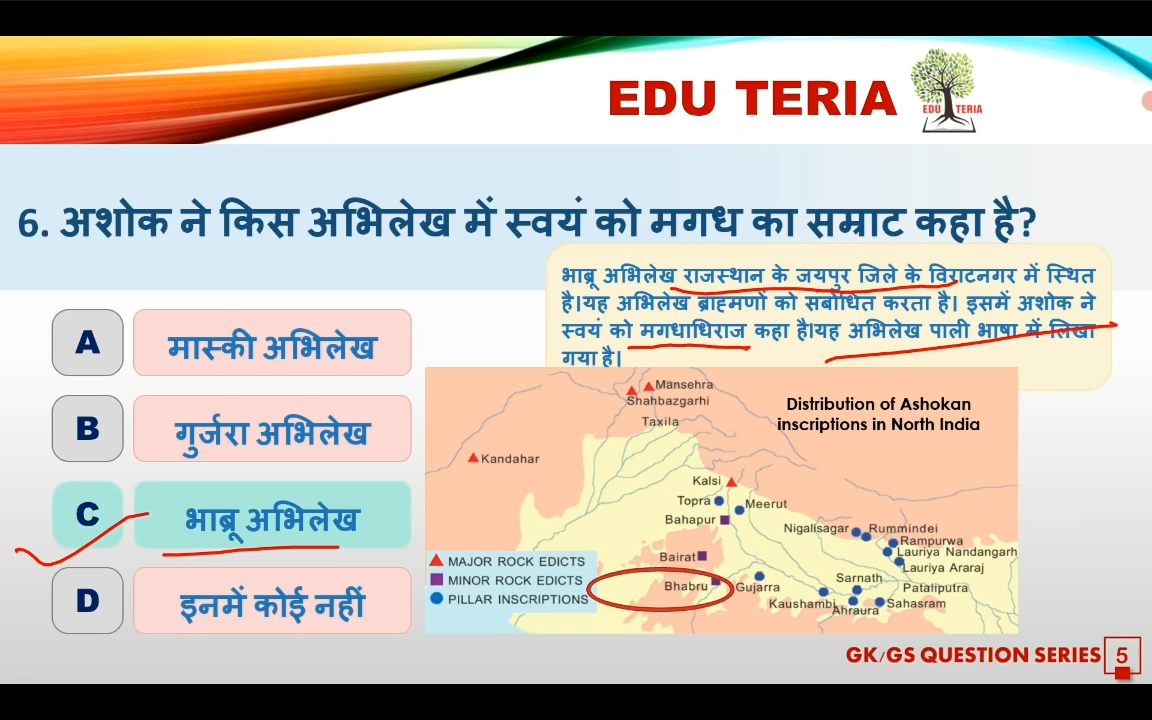 EDU TERIA
EDU TERIA
6. अशोक ने किस अभिलेख में स्वयं को मगध का सम्राट कहा है?
भाब्रू अभिलेख राजस्थान के जयपुर जिले के विराटनगर में स्थित
है।यह अभिलेख ब्राह्मणों को संबोधित करता है। इसमें अशोक ने
स्वयं को मगधाधिराज कहा है।यह अभिलेख पाली भाषा में लिखा
गया है।
A मास्की अभिलेख
B गुर्जरा अभिलेख
C भाब्रू अभिलेख
D इनमें कोई नहीं
Distribution of Ashokan
inscriptions in North India
Mansehra
Shahbazgarhi
Taxila
Kandahar
Kalsi
Topra
Meerut
Bahapur
Nigalisagar
Rummindei
Rampurwa
Lauriya Nandangarh
Lauriya Araraj
Bairat
Bhabru
Gujarra
Sarnath
Pataliputra
Kaushambi
Ahraura
Sahasram
MAJOR ROCK EDICTS
MINOR ROCK EDICTS
PILLAR INSCRIPTIONS
GK/GS QUESTION SERIES 5